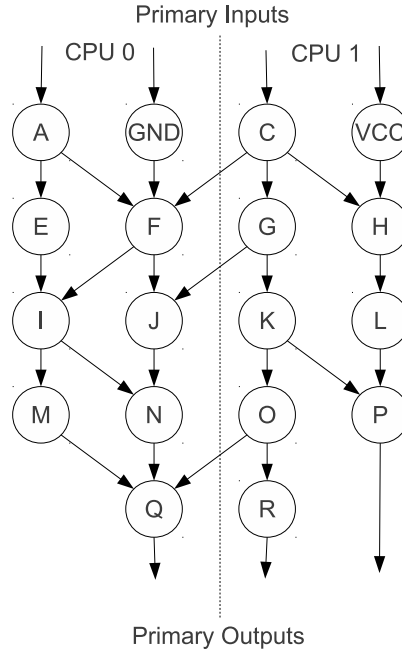 Primary Inputs
CPU 0 CPU 1
A GND C VCC
E F G H
I J K L
M N O P
Q R
Primary Outputs